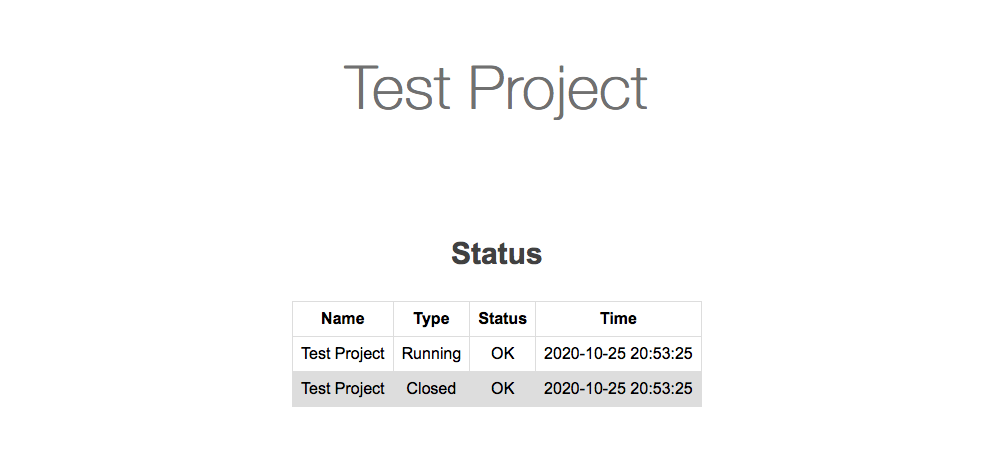 Test Project
Status
Name Type Status Time
Test Project Running OK 2020-10-25 20:53:25
Test Project Closed OK 2020-10-25 20:53:25